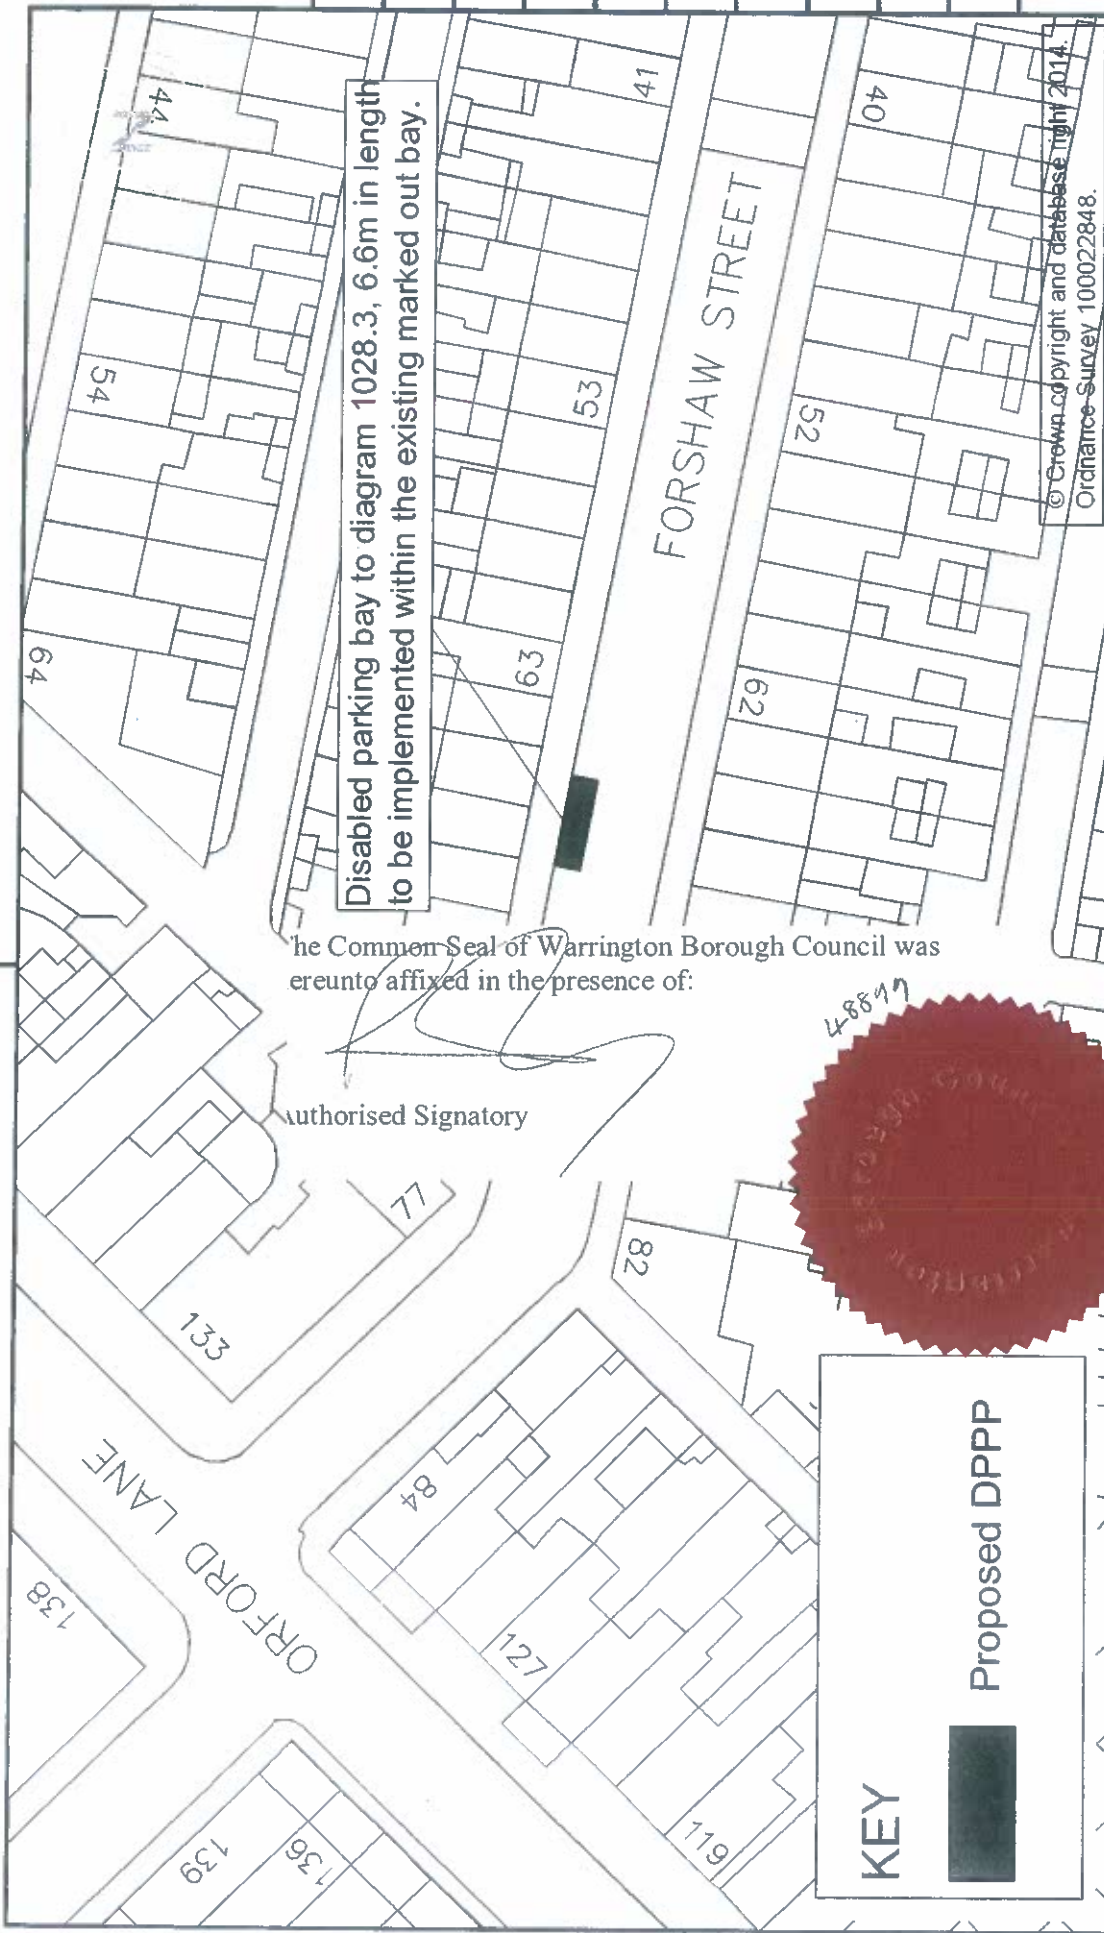 Disabled parking bay to diagram 1028.3, 6.6m in length
to be implemented within the existing marked out bay.
44
54
64
41
53
63
FORSHAW STREET
40
52
62
© Crown copyright and database right 2014.
Ordnance Survey 100022848.
he Common Seal of Warrington Borough Council was
ereunto affixed in the presence of:
uthorised Signatory
77
82
133
ORFORD LANE
84
138
127
119
139
136
KEY
Proposed DPPP